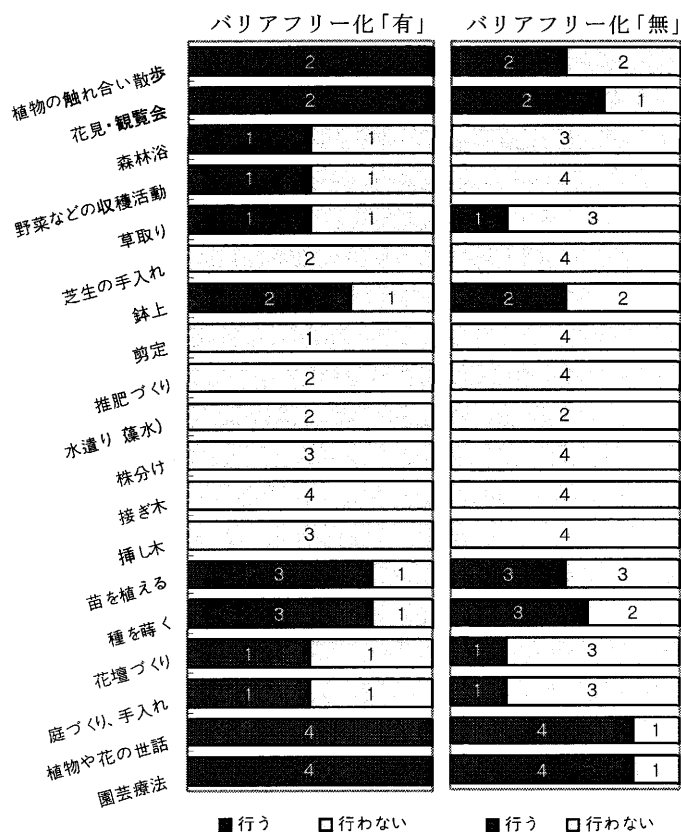 バリアフリー化「有」 バリアフリー化「無」
2 2 2
植物の触れ合い散歩
2 2 1
花見・観覧会
1 1 3
森林浴
1 1 4
野菜などの収穫活動
1 1 1 3
草取り
2 4
芝生の手入れ
2 1 2 2
鉢上
1 4
剪定
2 4
推肥づくり
2 2
水遣り 藻水)
3 4
株分け
4 4
接ぎ木
3 4
挿し木
3 1 3 3
苗を植える
3 1 3 2
種を蒔く
1 1 1 3
花壇づくり
1 1 1 3
庭づくり、手入れ
4 4 1
植物や花の世話
4 4 1
園芸療法
■行う □行わない ■行う □行わない